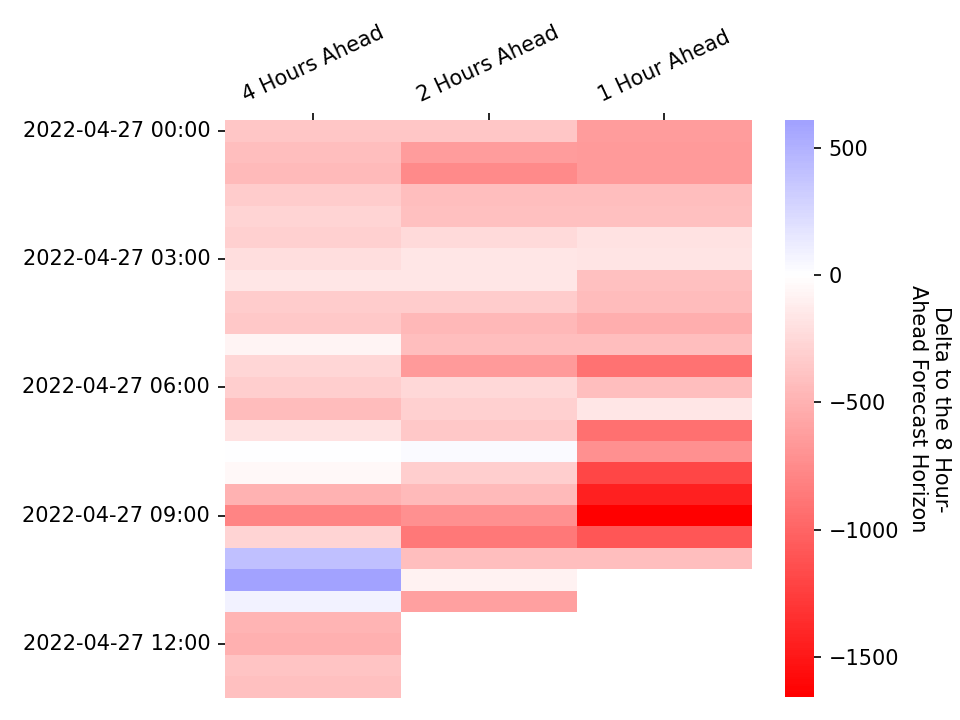 4 Hours Ahead
2 Hours Ahead
1 Hour Ahead
2022-04-27 00:00
2022-04-27 03:00
2022-04-27 06:00
2022-04-27 09:00
2022-04-27 12:00
500
0
−500
−1000
−1500
Delta to the 8 Hour-
Ahead Forecast Horizon